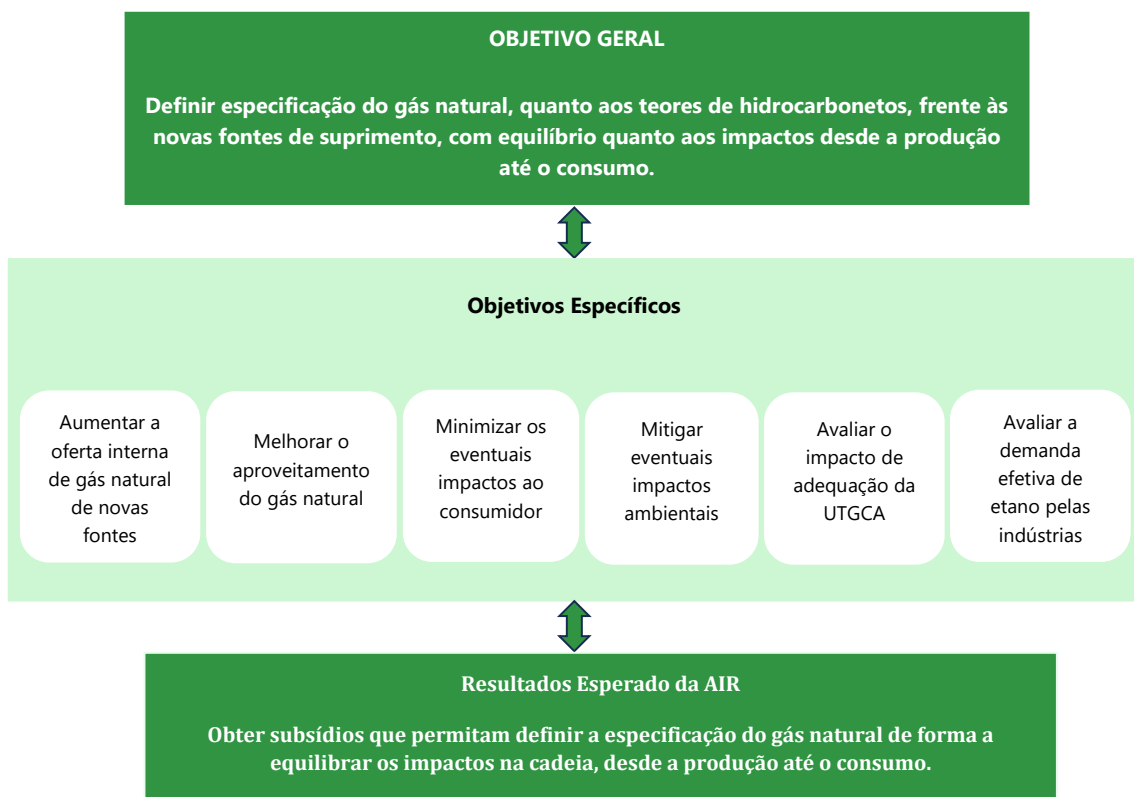 OBJETIVO GERAL
Definir especificação do gás natural, quanto aos teores de hidrocarbonetos, frente às
novas fontes de suprimento, com equilíbrio quanto aos impactos desde a produção
até o consumo.
Objetivos Específicos
Aumentar a
oferta interna
de gás natural
de novas
fontes
Melhorar o
aproveitamento
do gás natural
Minimizar os
eventuais
impactos ao
consumidor
Mitigar
eventuais
impactos
ambientais
Avaliar o
impacto de
adequação da
UTGCA
Avaliar a
demanda
efetiva de
etano pelas
indústrias
Resultados Esperado da AIR
Obter subsídios que permitam definir a especificação do gás natural de forma a
equilibrar os impactos na cadeia, desde a produção até o consumo.